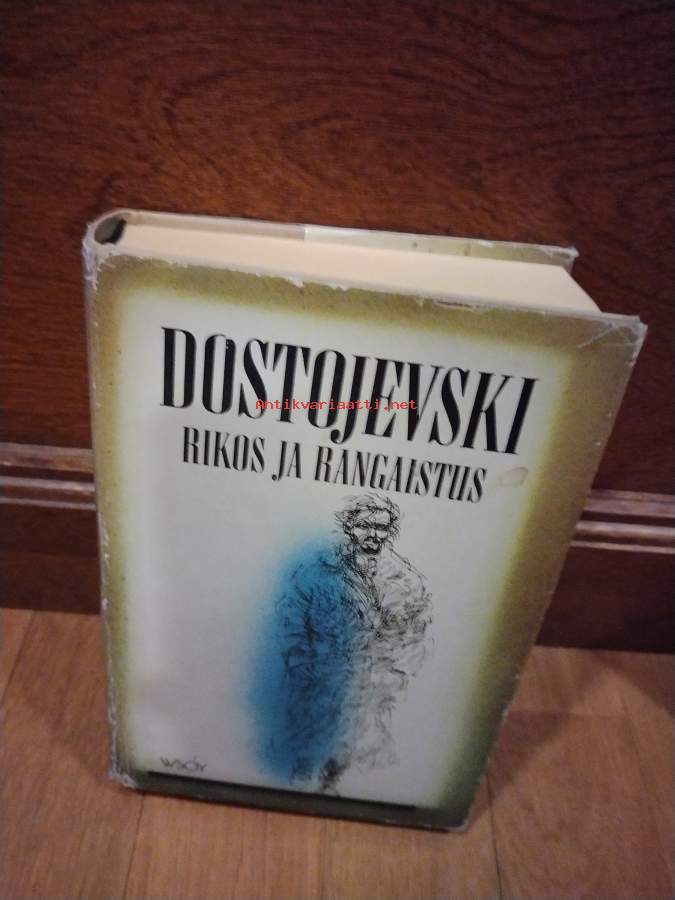 DOSTOJEVSKI
Antikvariaatti.net
RIKOS JA RANGAISTUS
WSOY